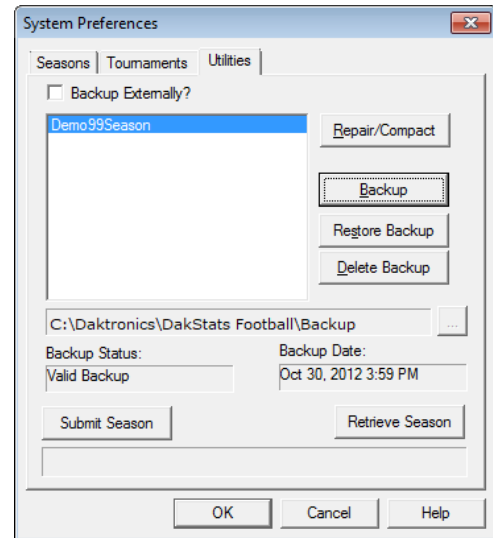 System Preferences
Seasons Tournaments Utilities
Backup Externally?
Demo99Season
Repair/Compact
Backup
Restore Backup
Delete Backup
C:\Daktronics\DakStats Football\Backup ...
Backup Status: Backup Date:
Valid Backup Oct 30, 2012 3:59 PM
Submit Season Retrieve Season
OK Cancel Help